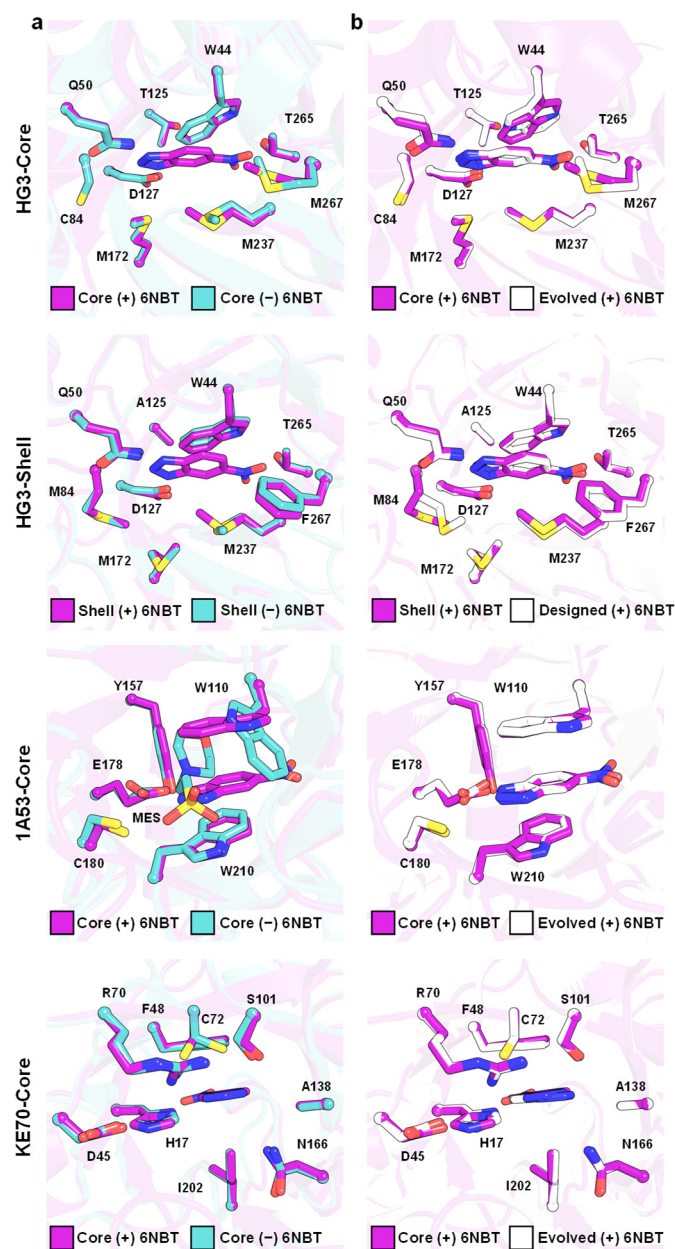 a
b
HG3-Core
W44
Q50
T125
T265
D127
C84
M267
M172
M237
Core (+) 6NBT
Core (−) 6NBT
W44
Q50
T125
T265
D127
C84
M267
M172
M237
Core (+) 6NBT
Evolved (+) 6NBT
HG3-Shell
W44
Q50
A125
T265
M84
D127
F267
M237
M172
Shell (+) 6NBT
Shell (−) 6NBT
W44
Q50
A125
T265
M84
D127
F267
M237
M172
Shell (+) 6NBT
Designed (+) 6NBT
1A53-Core
Y157
W110
E178
MES
C180
W210
Core (+) 6NBT
Core (−) 6NBT
Y157
W110
E178
C180
W210
Core (+) 6NBT
Evolved (+) 6NBT
KE70-Core
R70
F48
C72
S101
A138
D45
H17
N166
I202
Core (+) 6NBT
Core (−) 6NBT
R70
F48
C72
S101
A138
D45
H17
N166
I202
Core (+) 6NBT
Evolved (+) 6NBT